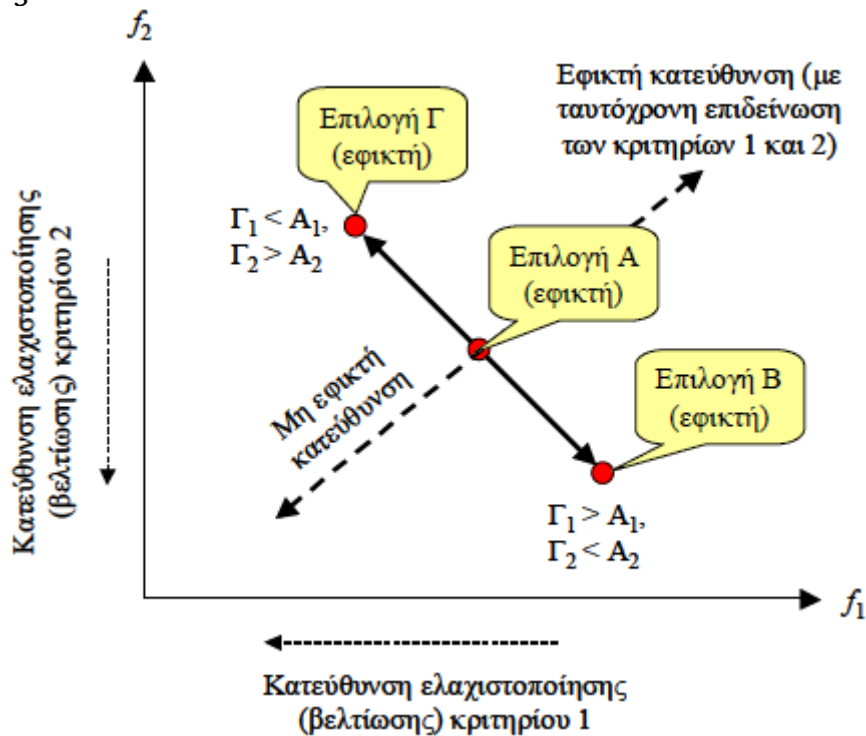 f₂
Εφικτή κατεύθυνση (με
ταυτόχρονη επιδείνωση
των κριτηρίων 1 και 2)
Επιλογή Γ
(εφικτή)
Γ₁ < Α₁,
Γ₂ > Α₂
Επιλογή Α
(εφικτή)
Επιλογή Β
(εφικτή)
Μη εφικτή
κατεύθυνση
Γ₁ > Α₁,
Γ₂ < Α₂
Κατεύθυνση ελαχιστοποίησης
(βελτίωσης) κριτηρίου 2
f₁
Κατεύθυνση ελαχιστοποίησης
(βελτίωσης) κριτηρίου 1